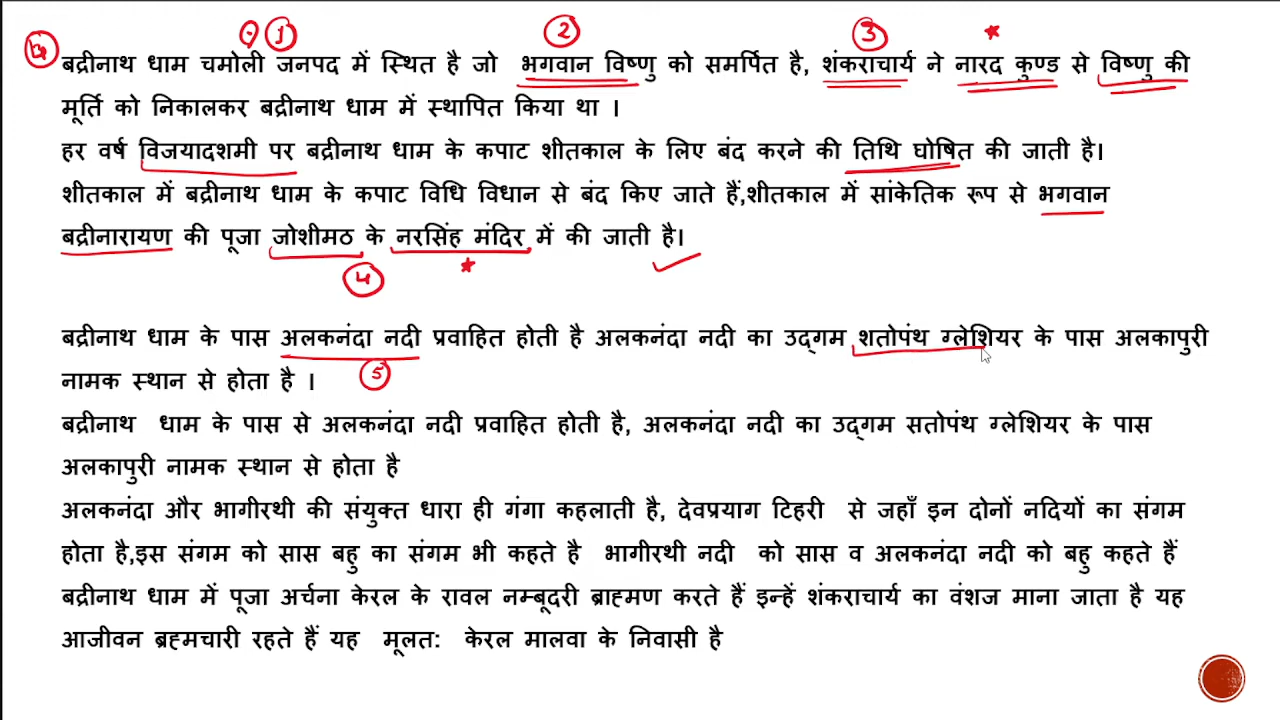 ① ② ③ *
बद्रीनाथ धाम चमोली जनपद में स्थित है जो भगवान विष्णु को समर्पित है, शंकराचार्य ने नारद कुण्ड से विष्णु की
मूर्ति को निकालकर बद्रीनाथ धाम में स्थापित किया था ।
हर वर्ष विजयादशमी पर बद्रीनाथ धाम के कपाट शीतकाल के लिए बंद करने की तिथि घोषित की जाती है।
शीतकाल में बद्रीनाथ धाम के कपाट विधि विधान से बंद किए जाते हैं,शीतकाल में सांकेतिक रूप से भगवान
बद्रीनारायण की पूजा जोशीमठ के नरसिंह मंदिर में की जाती है।
④ *
बद्रीनाथ धाम के पास अलकनंदा नदी प्रवाहित होती है अलकनंदा नदी का उद्गम शतोपंथ ग्लेशियर के पास अलकापुरी
नामक स्थान से होता है ।
⑤
बद्रीनाथ धाम के पास से अलकनंदा नदी प्रवाहित होती है, अलकनंदा नदी का उद्गम सतोपंथ ग्लेशियर के पास
अलकापुरी नामक स्थान से होता है
अलकनंदा और भागीरथी की संयुक्त धारा ही गंगा कहलाती है, देवप्रयाग टिहरी से जहाँ इन दोनों नदियों का संगम
होता है,इस संगम को सास बहु का संगम भी कहते है भागीरथी नदी को सास व अलकनंदा नदी को बहु कहते हैं
बद्रीनाथ धाम में पूजा अर्चना केरल के रावल नम्बूदरी ब्राह्मण करते हैं इन्हें शंकराचार्य का वंशज माना जाता है यह
आजीवन ब्रह्मचारी रहते हैं यह मूलत: केरल मालवा के निवासी है